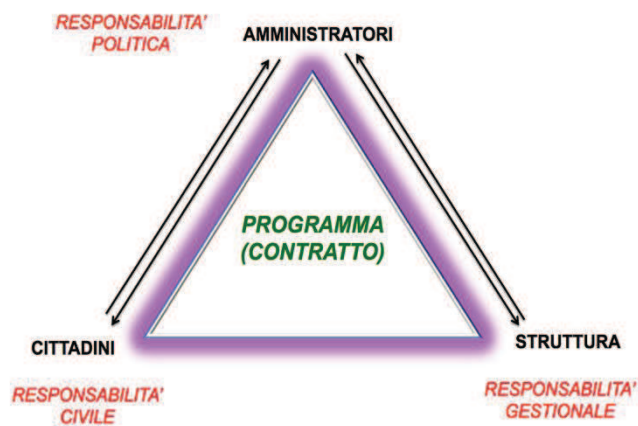 RESPONSABILITA'
POLITICA
AMMINISTRATORI
PROGRAMMA
(CONTRATTO)
CITTADINI
STRUTTURA
RESPONSABILITA'
CIVILE
RESPONSABILITA'
GESTIONALE